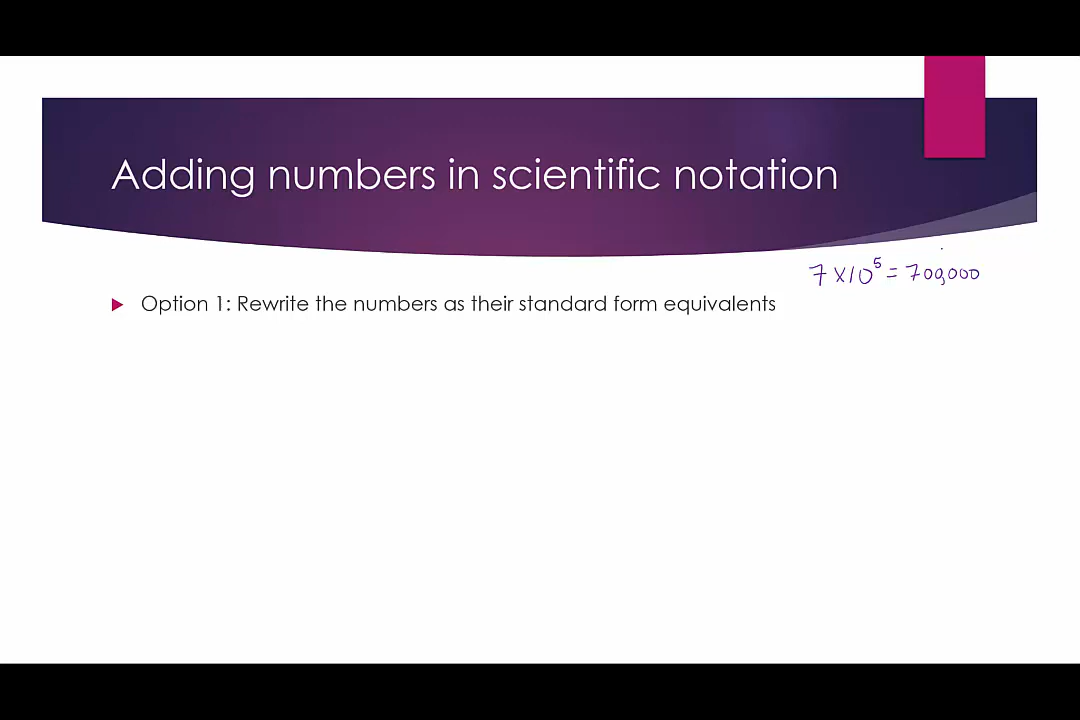 Adding numbers in scientific notation
7 × 10⁵ = 700,000
Option 1: Rewrite the numbers as their standard form equivalents